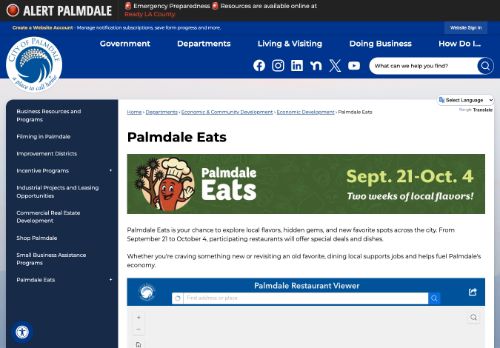 ALERT PALMDALE
🚨 Emergency Preparedness 🚨 Resources are available online at
Ready LA County.
Create a Website Account - Manage notification subscriptions, save form progress and more.
Website Sign In
CITY OF PALMDALE
a place to call home
Government
Departments
Living & Visiting
Doing Business
How Do I...
What can we help you find?
Select Language
Google Translate
Business Resources and
Programs
Filming in Palmdale
Improvement Districts
Incentive Programs
Industrial Projects and Leasing
Opportunities
Commercial Real Estate
Development
Shop Palmdale
Small Business Assistance
Programs
Palmdale Eats
Home › Departments › Economic & Community Development › Economic Development › Palmdale Eats
Palmdale Eats
Palmdale
Eats
Sept. 21-Oct. 4
Two weeks of local flavors!
Palmdale Eats is your chance to explore local flavors, hidden gems, and new favorite spots across the city. From
September 21 to October 4, participating restaurants will offer special deals and dishes.
Whether you're craving something new or revisiting an old favorite, dining local supports jobs and helps fuel Palmdale's
economy.
Palmdale Restaurant Viewer
Find address or place